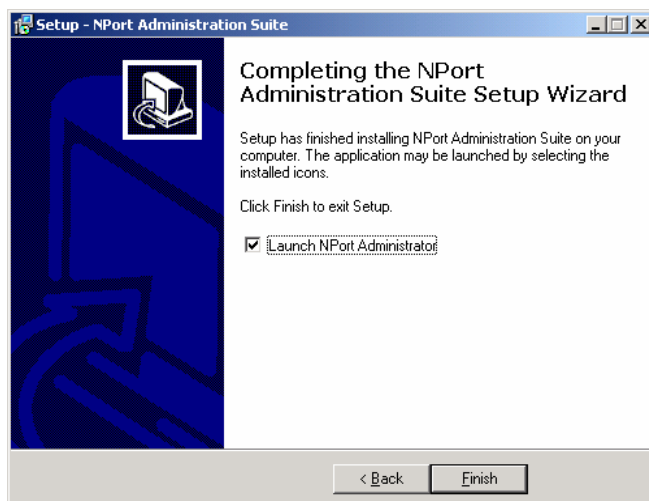 Setup - NPort Administration Suite
Completing the NPort
Administration Suite Setup Wizard
Setup has finished installing NPort Administration Suite on your
computer. The application may be launched by selecting the
installed icons.
Click Finish to exit Setup.
Launch NPort Administrator
< Back
Finish